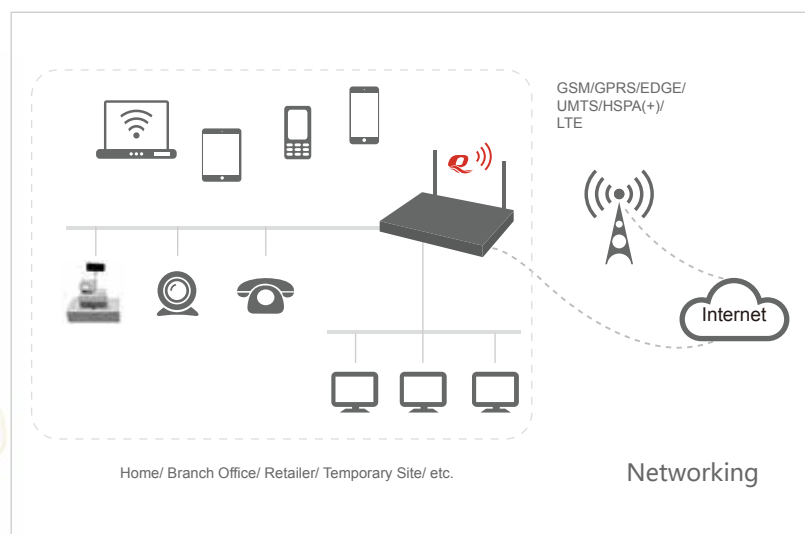 GSM/GPRS/EDGE/
UMTS/HSPA(+)/
LTE
Internet
Home/ Branch Office/ Retailer/ Temporary Site/ etc.
Networking